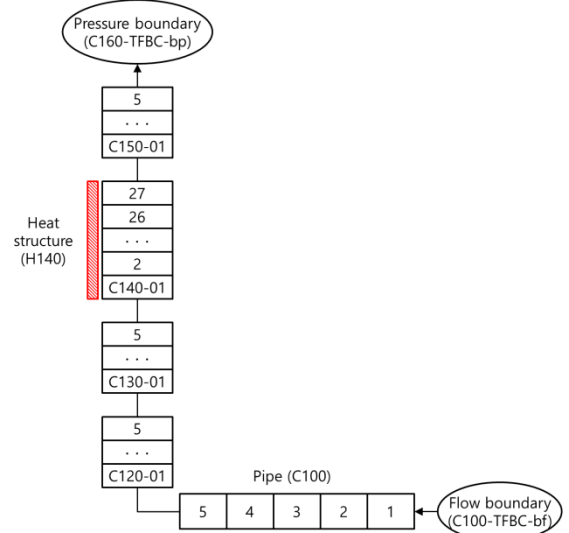 Pressure boundary
(C160-TFBC-bp)
5
. . .
C150-01
27
26
. . .
2
C140-01
Heat
structure
(H140)
5
. . .
C130-01
5
. . .
C120-01
Pipe (C100)
5 4 3 2 1
Flow boundary
(C100-TFBC-bf)